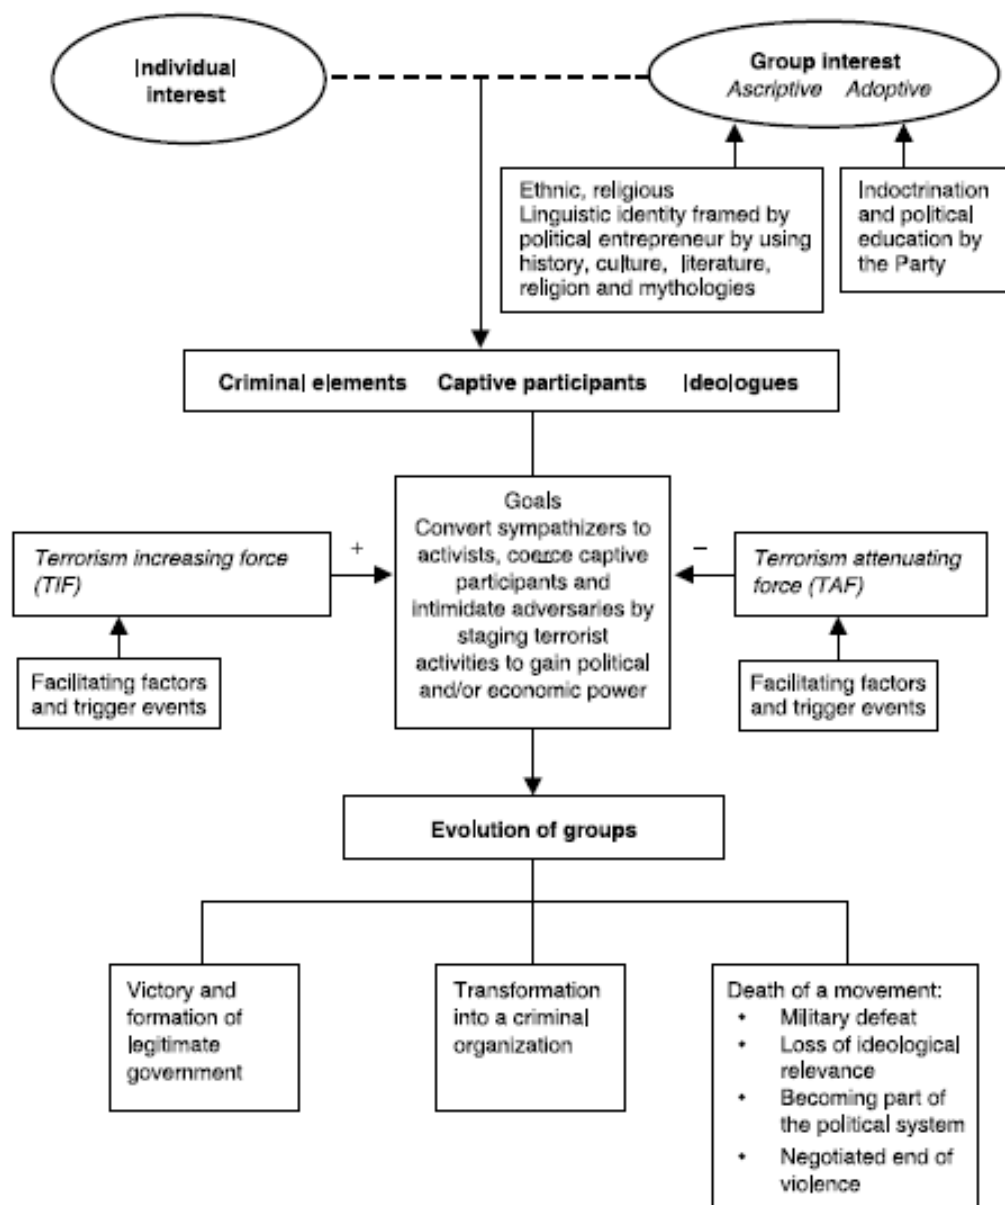 Individual
interest
Group interest
Ascriptive Adoptive
Ethnic, religious
Linguistic identity framed by
political entrepreneur by using
history, culture, literature,
religion and mythologies
Indoctrination
and political
education by
the Party
Criminal elements Captive participants Ideologues
Goals
Convert sympathizers to
activists, coerce captive
participants and
intimidate adversaries by
staging terrorist
activities to gain political
and/or economic power
Terrorism increasing force
(TIF)
+
−
Terrorism attenuating
force (TAF)
Facilitating factors
and trigger events
Facilitating factors
and trigger events
Evolution of groups
Victory and
formation of
legitimate
government
Transformation
into a criminal
organization
Death of a movement:
• Military defeat
• Loss of ideological
relevance
• Becoming part of
the political system
• Negotiated end of
violence